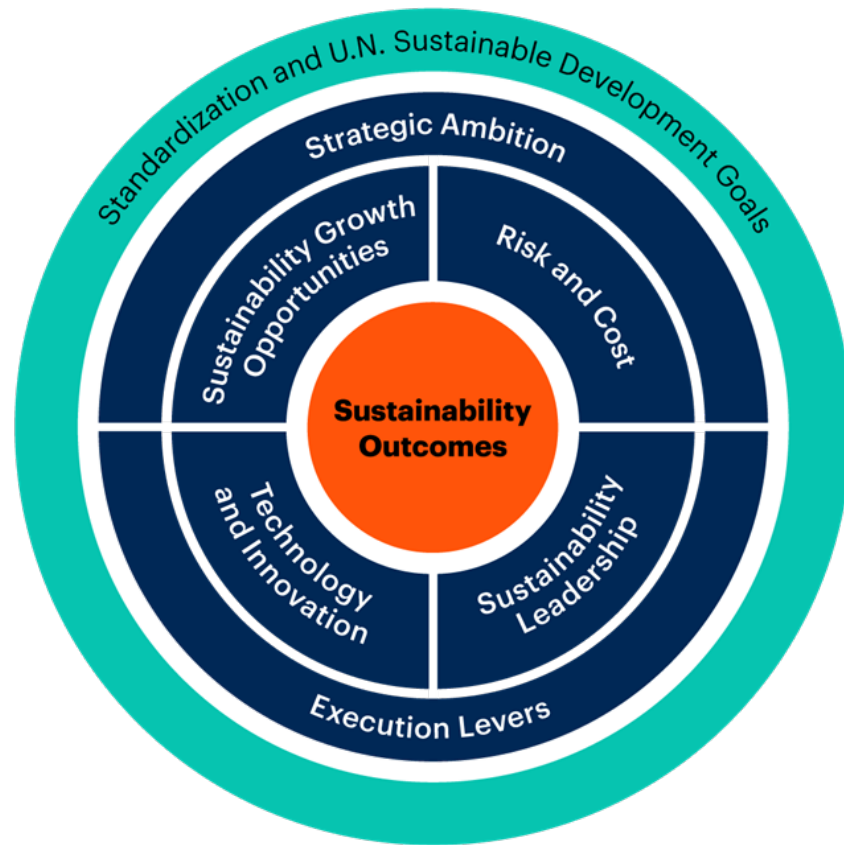 Standardization and U.N. Sustainable Development Goals
Strategic Ambition
Sustainability Growth
Opportunities
Risk and Cost
Sustainability
Outcomes
Technology
and Innovation
Sustainability
Leadership
Execution Levers